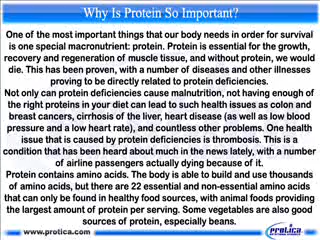 Why Is Protein So Important?
One of the most important things that our body needs in order for survival
is one special macronutrient: protein. Protein is essential for the growth,
recovery and regeneration of muscle tissue, and without protein, we would
die. This has been proven, with a number of diseases and other illnesses
proving to be directly related to protein deficiencies.
Not only can protein deficiencies cause malnutrition, not having enough of
the right proteins in your diet can lead to such health issues as colon and
breast cancers, cirrhosis of the liver, heart disease (as well as low blood
pressure and a low heart rate), and countless other problems. One health
issue that is caused by protein deficiencies is thrombosis. This is a
condition that has been heard about much in the news lately, with a number
of airline passengers actually dying because of it.
Protein contains amino acids. The body is able to build and use thousands
of amino acids, but there are 22 essential and non-essential amino acids
that can only be found in healthy food sources, with animal foods providing
the largest amount of protein per serving. Some vegetables are also good
sources of protein, especially beans.
www.protica.com
protica